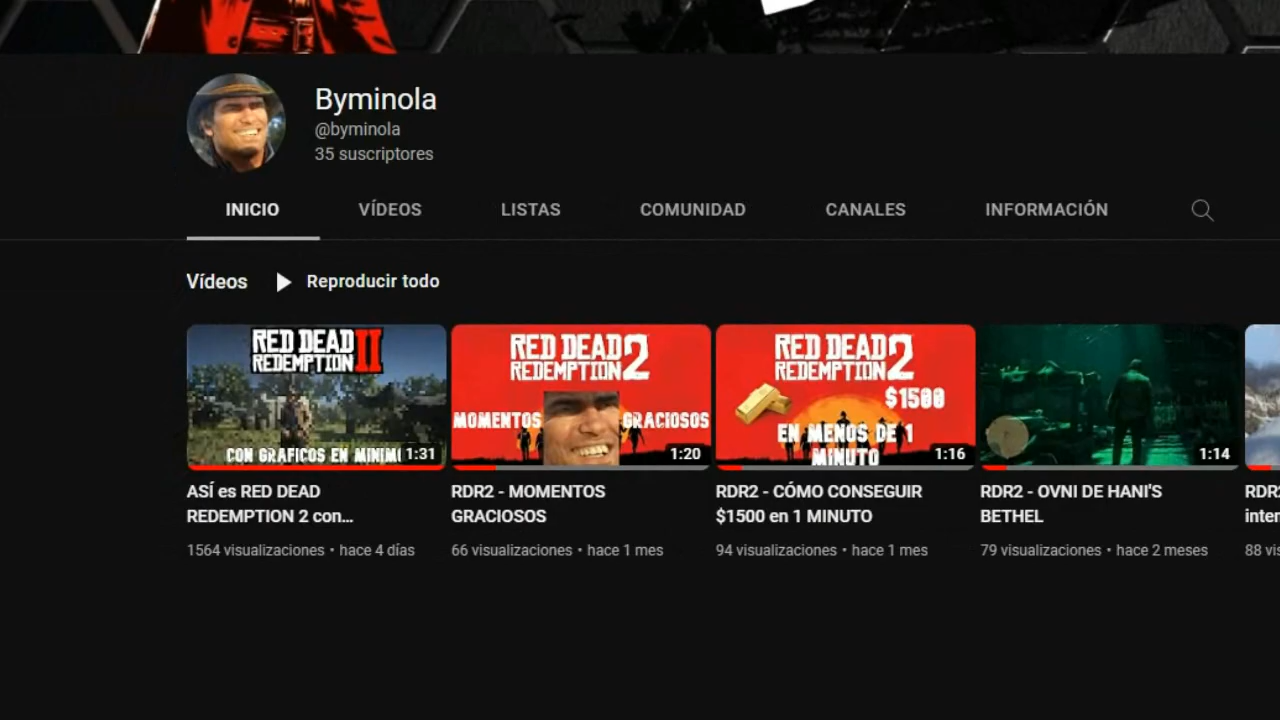 Byminola
@byminola
35 suscriptores
INICIO VÍDEOS LISTAS COMUNIDAD CANALES INFORMACIÓN
Vídeos Reproducir todo
RED DEAD
REDEMPTION II
CON GRAFICOS EN MINIM
1:31
RED DEAD
REDEMPTION 2
MOMENTOS GRACIOSOS
1:20
RED DEAD
REDEMPTION 2
$1500
EN MENOS DE 1
MINUTO
1:16
1:14
ASÍ es RED DEAD
REDEMPTION 2 con...
1564 visualizaciones • hace 4 días
RDR2 - MOMENTOS
GRACIOSOS
66 visualizaciones • hace 1 mes
RDR2 - CÓMO CONSEGUIR
$1500 en 1 MINUTO
94 visualizaciones • hace 1 mes
RDR2 - OVNI DE HANI'S
BETHEL
79 visualizaciones • hace 2 meses
RDR
inter
88 vis